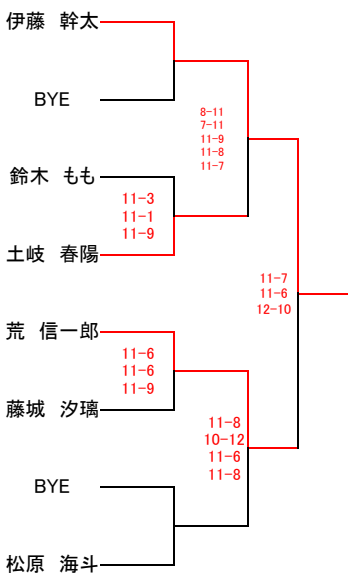 伊藤 幹太
BYE
8-11
7-11
11-9
11-8
11-7
鈴木 もも
11-3
11-1
11-9
土岐 春陽
11-7
11-6
12-10
荒 信一郎
11-6
11-6
11-9
藤城 汐璃
11-8
10-12
11-6
11-8
BYE
松原 海斗